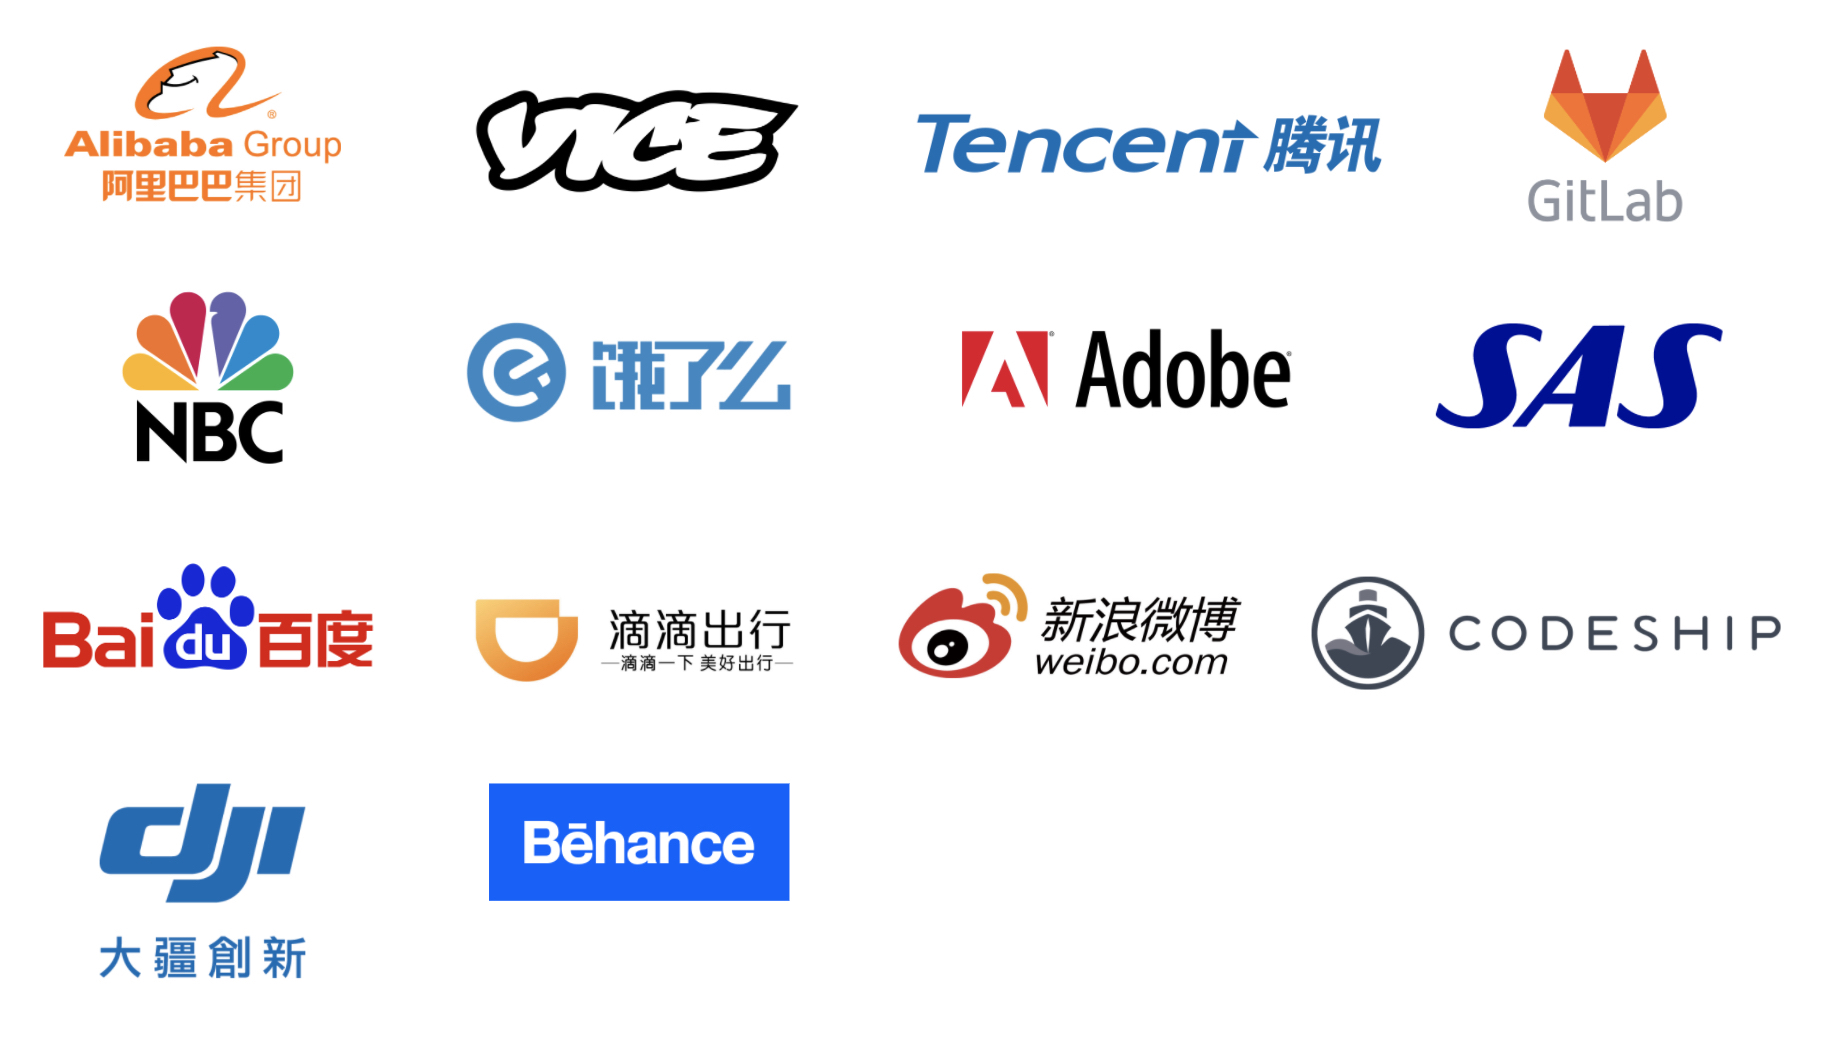 Alibaba Group
阿里巴巴集团
VICE
Tencent 腾讯
GitLab
NBC
饿了么
Adobe
SAS
Bai du 百度
滴滴出行
—滴滴一下 美好出行—
新浪微博
weibo.com
CODESHIP
dji
大疆創新
Bēhance